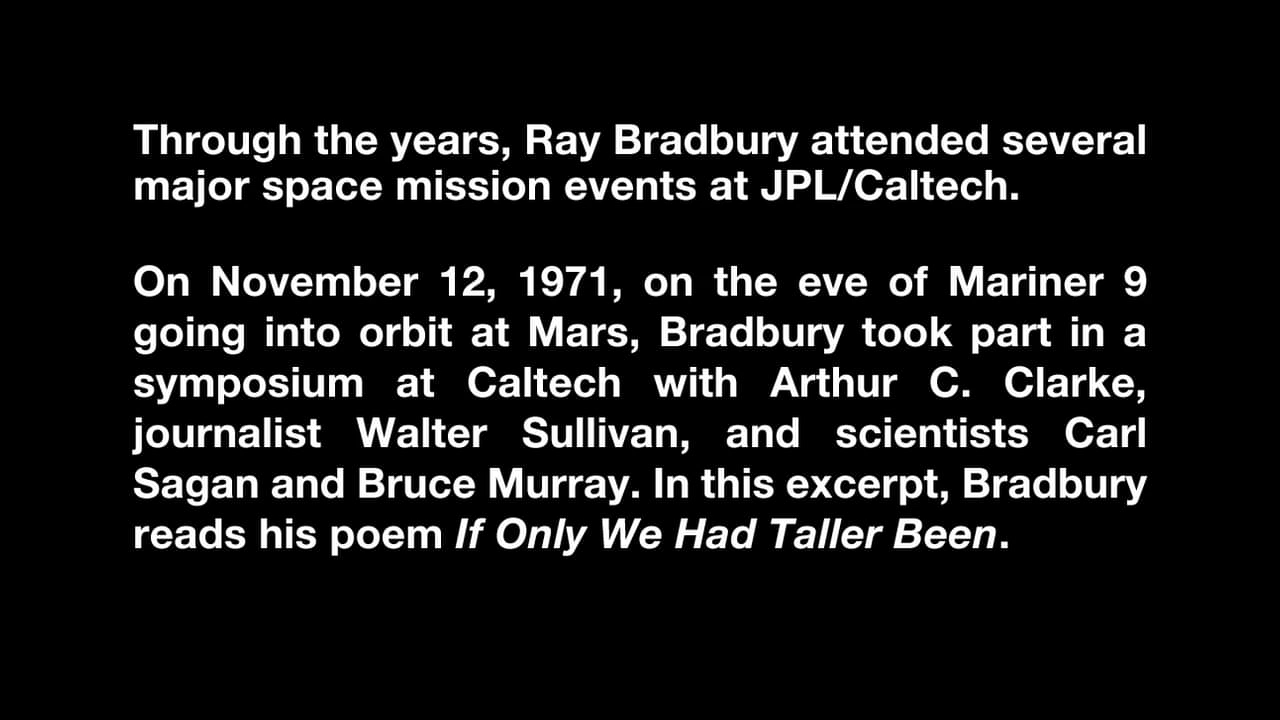 Through the years, Ray Bradbury attended several
major space mission events at JPL/Caltech.
On November 12, 1971, on the eve of Mariner 9
going into orbit at Mars, Bradbury took part in a
symposium at Caltech with Arthur C. Clarke,
journalist Walter Sullivan, and scientists Carl
Sagan and Bruce Murray. In this excerpt, Bradbury
reads his poem If Only We Had Taller Been.